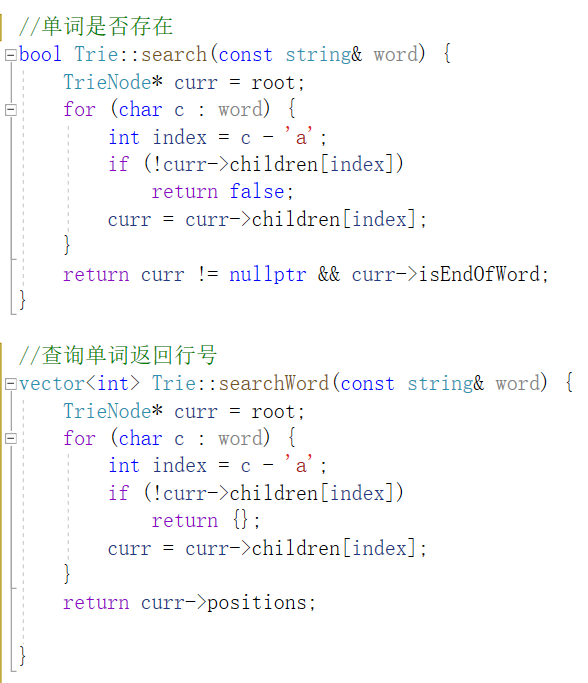 //单词是否存在
bool Trie::search(const string& word) {
    TrieNode* curr = root;
    for (char c : word) {
        int index = c - 'a';
        if (!curr->children[index])
            return false;
        curr = curr->children[index];
    }
    return curr != nullptr && curr->isEndOfWord;
}
//查询单词返回行号
vector<int> Trie::searchWord(const string& word) {
    TrieNode* curr = root;
    for (char c : word) {
        int index = c - 'a';
        if (!curr->children[index])
            return {};
        curr = curr->children[index];
    }
    return curr->positions;
}